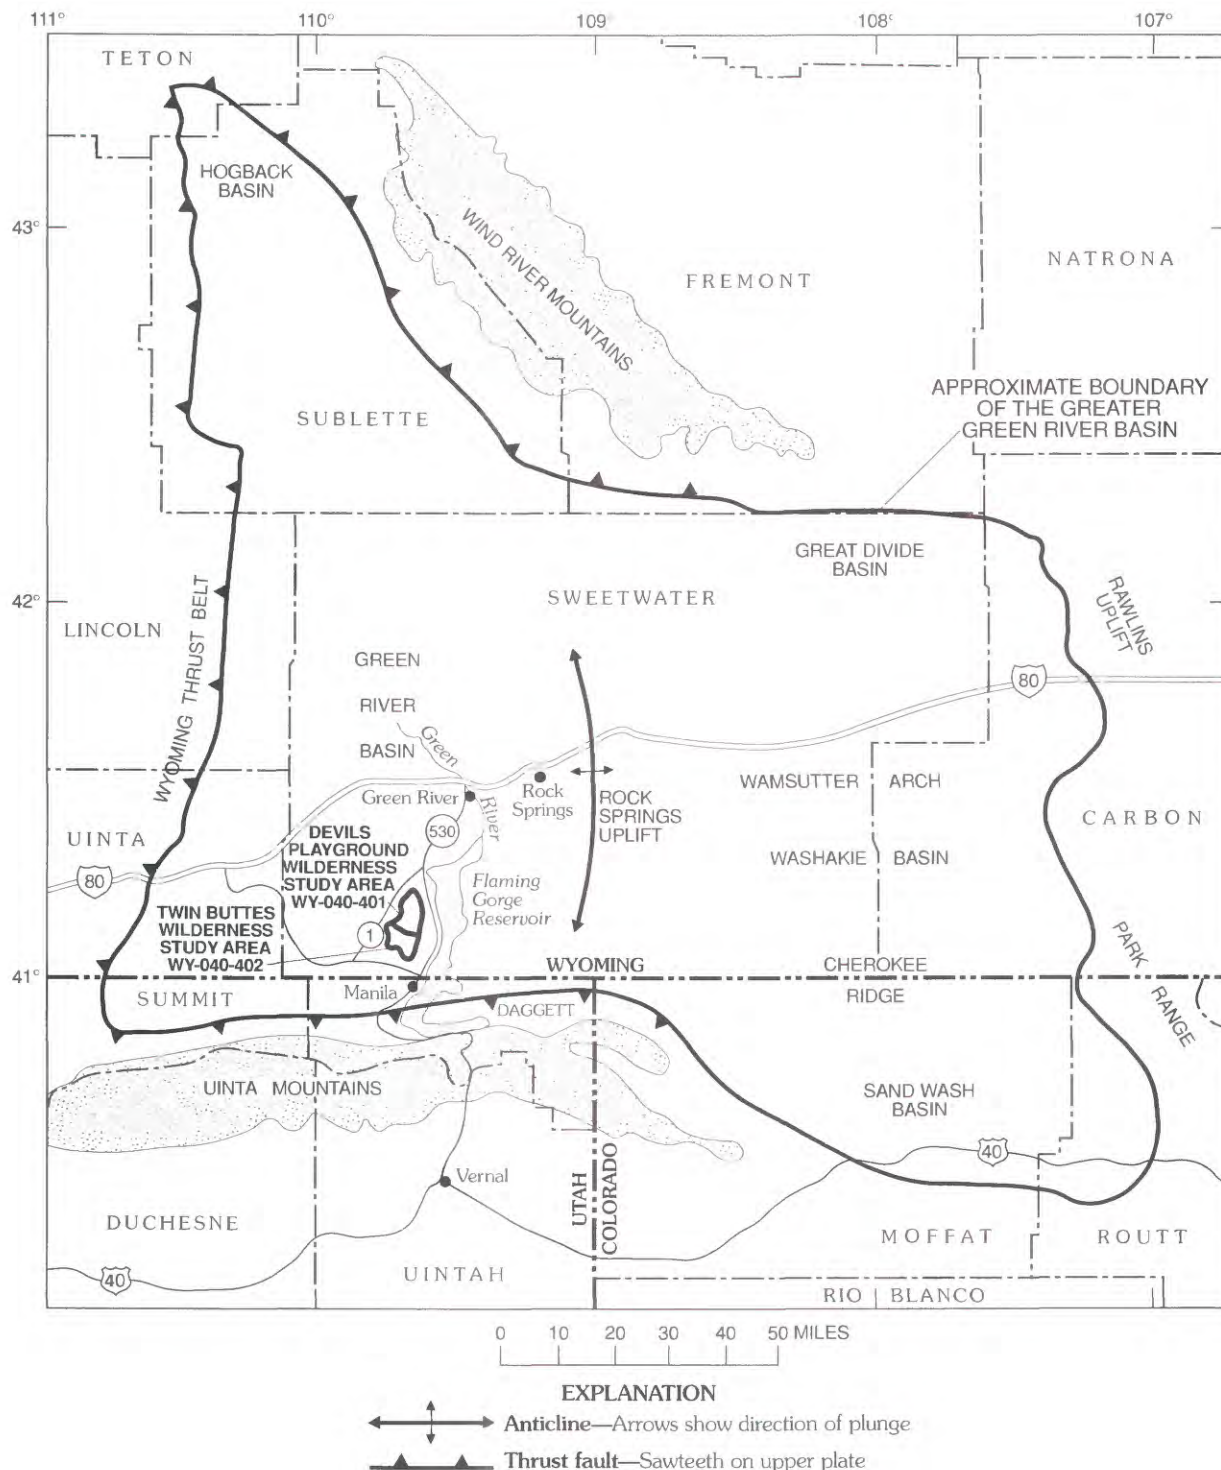 111°
110°
109°
108°
107°
TETON
HOGBACK
BASIN
43°
WIND RIVER MOUNTAINS
FREMONT
NATRONA
APPROXIMATE BOUNDARY
OF THE GREATER
GREEN RIVER BASIN
SUBLETTE
GREAT DIVIDE
BASIN
42°
SWEETWATER
RAWLINS
UPLIFT
LINCOLN
WYOMING THRUST BELT
GREEN
RIVER
BASIN
80
Green
River
WAMSUTTER ARCH
Rock
Springs
ROCK
SPRINGS
UPLIFT
Green River
530
CARBON
UINTA
DEVILS
PLAYGROUND
WILDERNESS
STUDY AREA
WY-040-401
WASHAKIE BASIN
80
Flaming
Gorge
Reservoir
TWIN BUTTES
WILDERNESS
STUDY AREA
WY-040-402
1
41°
WYOMING
CHEROKEE
RIDGE
PARK
RANGE
SUMMIT
Manila
DAGGETT
UINTA MOUNTAINS
SAND WASH
BASIN
40
Vernal
UTAH
COLORADO
DUCHESNE
MOFFAT
ROUTT
UINTAH
40
RIO BLANCO
0 10 20 30 40 50 MILES
EXPLANATION
Anticline—Arrows show direction of plunge
Thrust fault—Sawteeth on upper plate